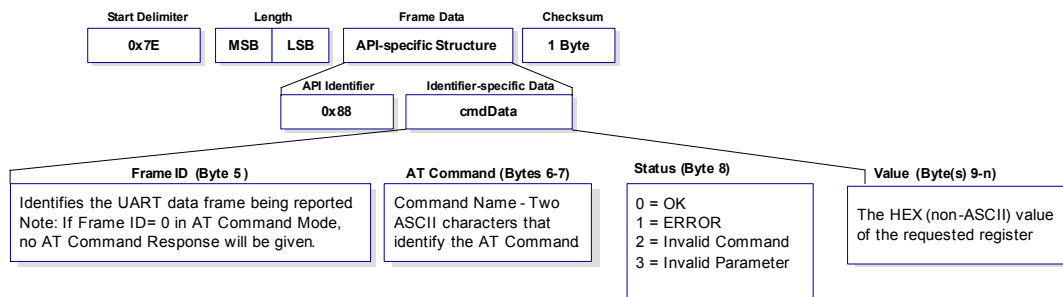 Start Delimiter
Length
Frame Data
Checksum
0x7E
MSB
LSB
API-specific Structure
1 Byte
API Identifier
Identifier-specific Data
0x88
cmdData
Frame ID (Byte 5 )
Identifies the UART data frame being reported
Note: If Frame ID= 0 in AT Command Mode,
no AT Command Response will be given.
AT Command (Bytes 6-7)
Command Name - Two
ASCII characters that
identify the AT Command
Status (Byte 8)
0 = OK
1 = ERROR
2 = Invalid Command
3 = Invalid Parameter
Value (Byte(s) 9-n)
The HEX (non-ASCII) value
of the requested register